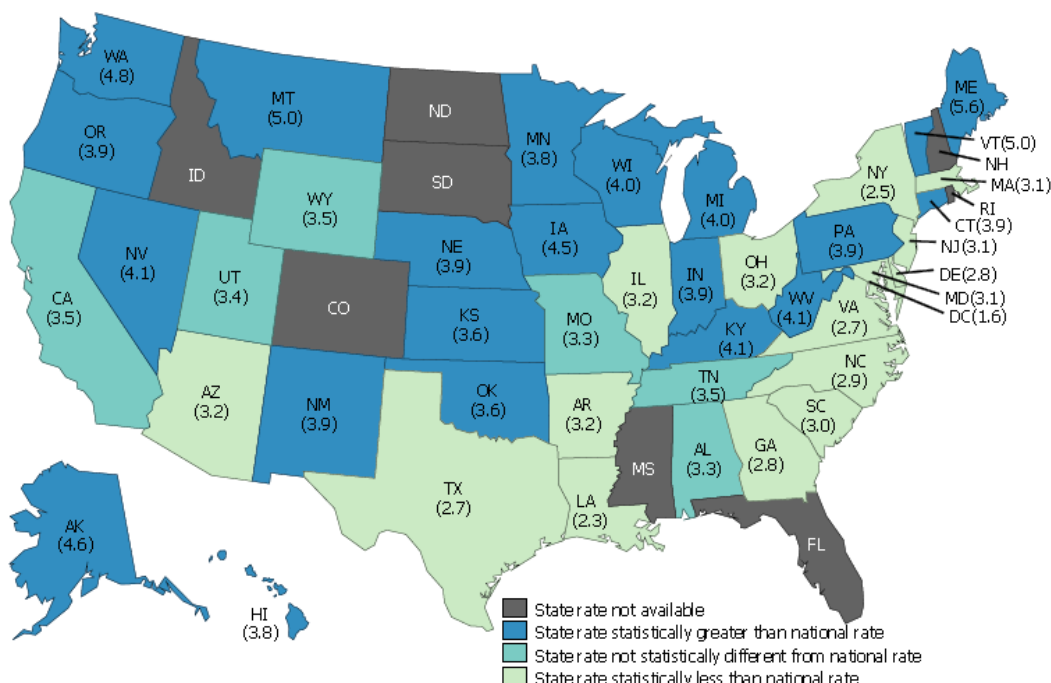 WA
(4.8)
MT
(5.0)
ND
ME
(5.6)
OR
(3.9)
MN
(3.8)
VT(5.0)
ID
WI
(4.0)
NH
NY
(2.5)
MA(3.1)
SD
WY
(3.5)
MI
(4.0)
RI
CT(3.9)
IA
(4.5)
PA
(3.9)
NJ(3.1)
NE
(3.9)
NV
(4.1)
OH
(3.2)
DE(2.8)
UT
(3.4)
IL
(3.2)
IN
(3.9)
MD(3.1)
CA
(3.5)
WV
(4.1)
VA
(2.7)
DC(1.6)
CO
KS
(3.6)
MO
(3.3)
KY
(4.1)
NC
(2.9)
TN
(3.5)
AZ
(3.2)
OK
(3.6)
NM
(3.9)
AR
(3.2)
SC
(3.0)
GA
(2.8)
AL
(3.3)
MS
TX
(2.7)
LA
(2.3)
AK
(4.6)
FL
HI
(3.8)
State rate not available
State rate statistically greater than national rate
State rate not statistically different from national rate
State rate statistically less than national rate